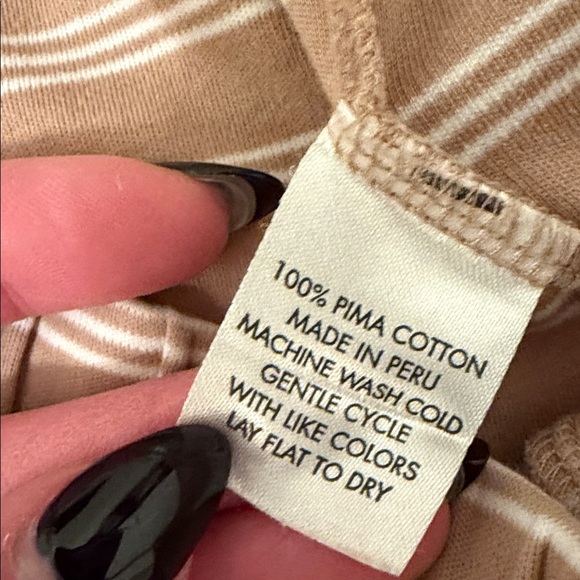 100% PIMA COTTON
MADE IN PERU
MACHINE WASH COLD
GENTLE CYCLE
WITH LIKE COLORS
LAY FLAT TO DRY